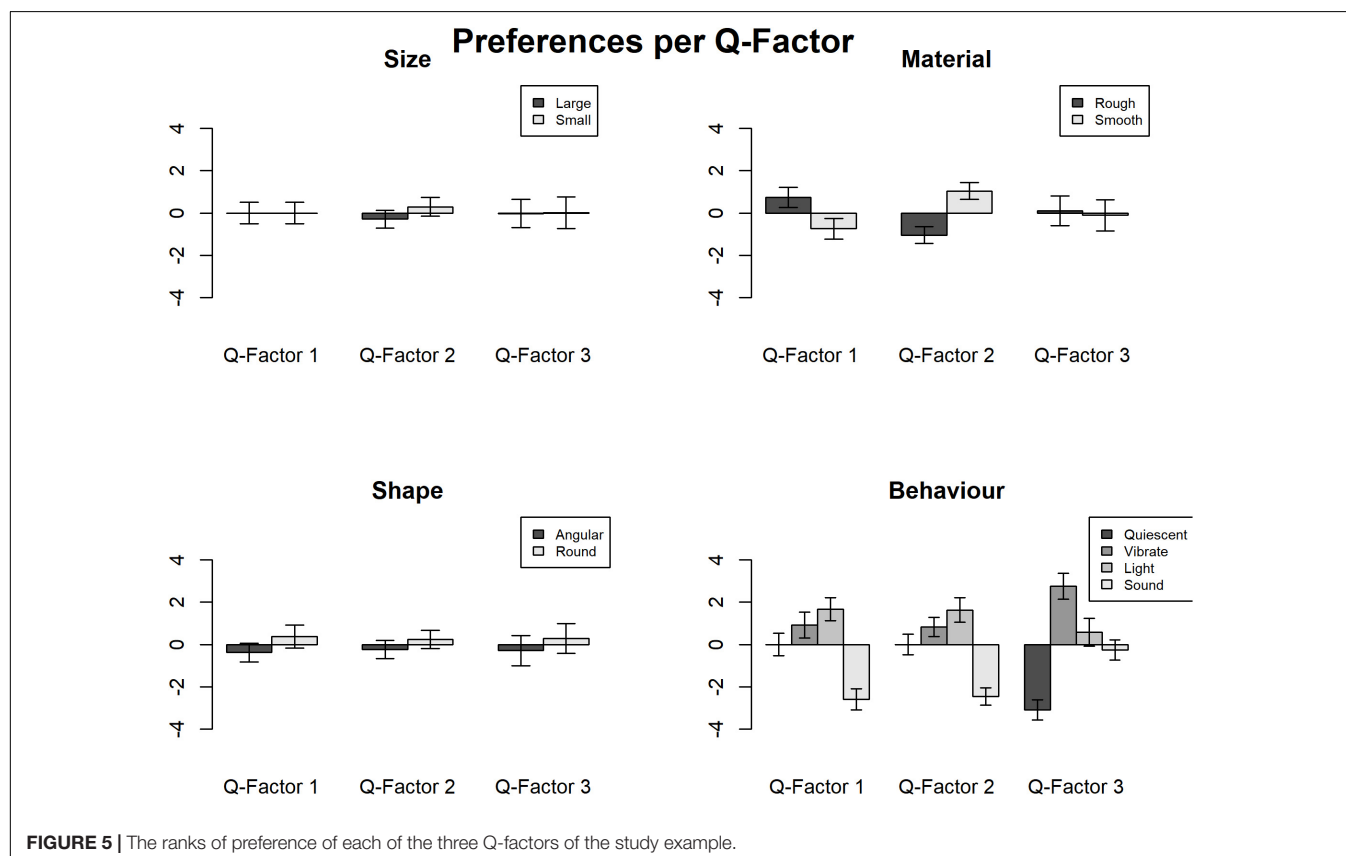 Preferences per Q-Factor
Size
Large
Small
4
2
0
-2
-4
Q-Factor 1 Q-Factor 2 Q-Factor 3
Material
Rough
Smooth
4
2
0
-2
-4
Q-Factor 1 Q-Factor 2 Q-Factor 3
Shape
Angular
Round
4
2
0
-2
-4
Q-Factor 1 Q-Factor 2 Q-Factor 3
Behaviour
Quiescent
Vibrate
Light
Sound
4
2
0
-2
-4
Q-Factor 1 Q-Factor 2 Q-Factor 3
FIGURE 5 | The ranks of preference of each of the three Q-factors of the study example.